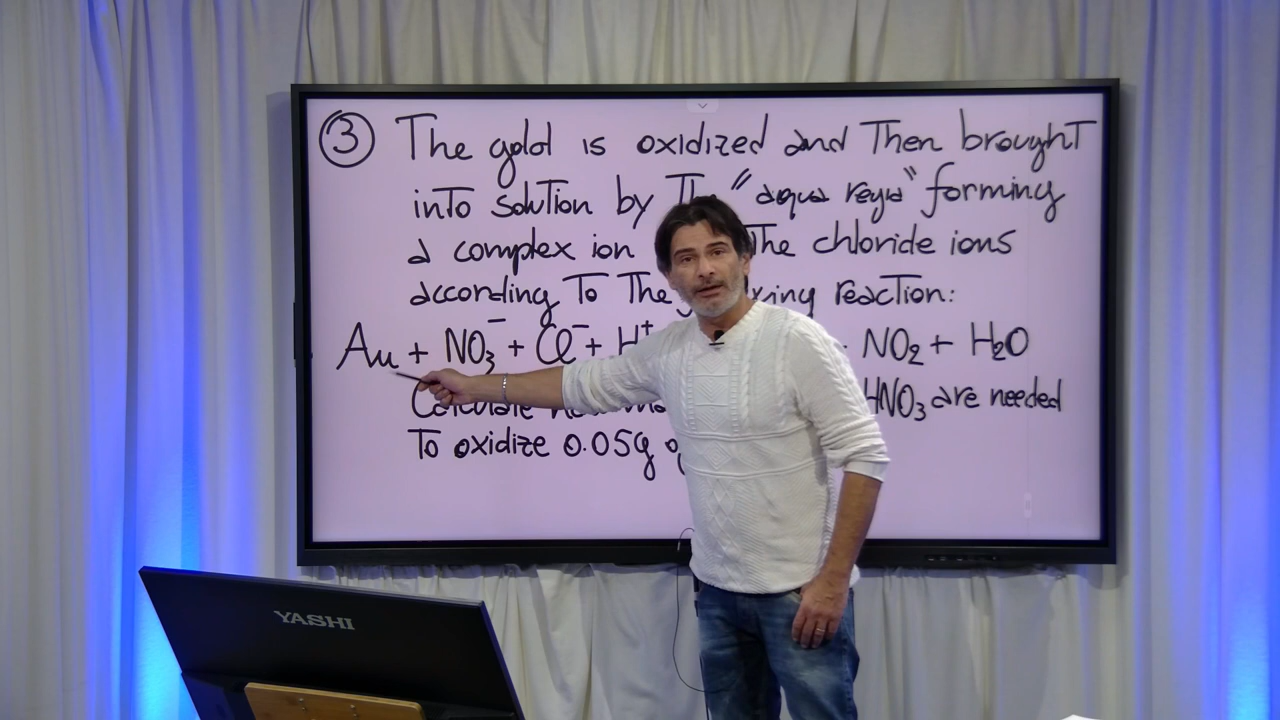 ③ The gold is oxidized and Then brought
into solution by The "aqua regia" forming
a complex ion The chloride ions
according To The reaction:
Au + NO₃⁻ + Cl⁻ + H⁺ NO₂ + H₂O
Calculate HNO₃ are needed
To oxidize 0.05g
YASHI